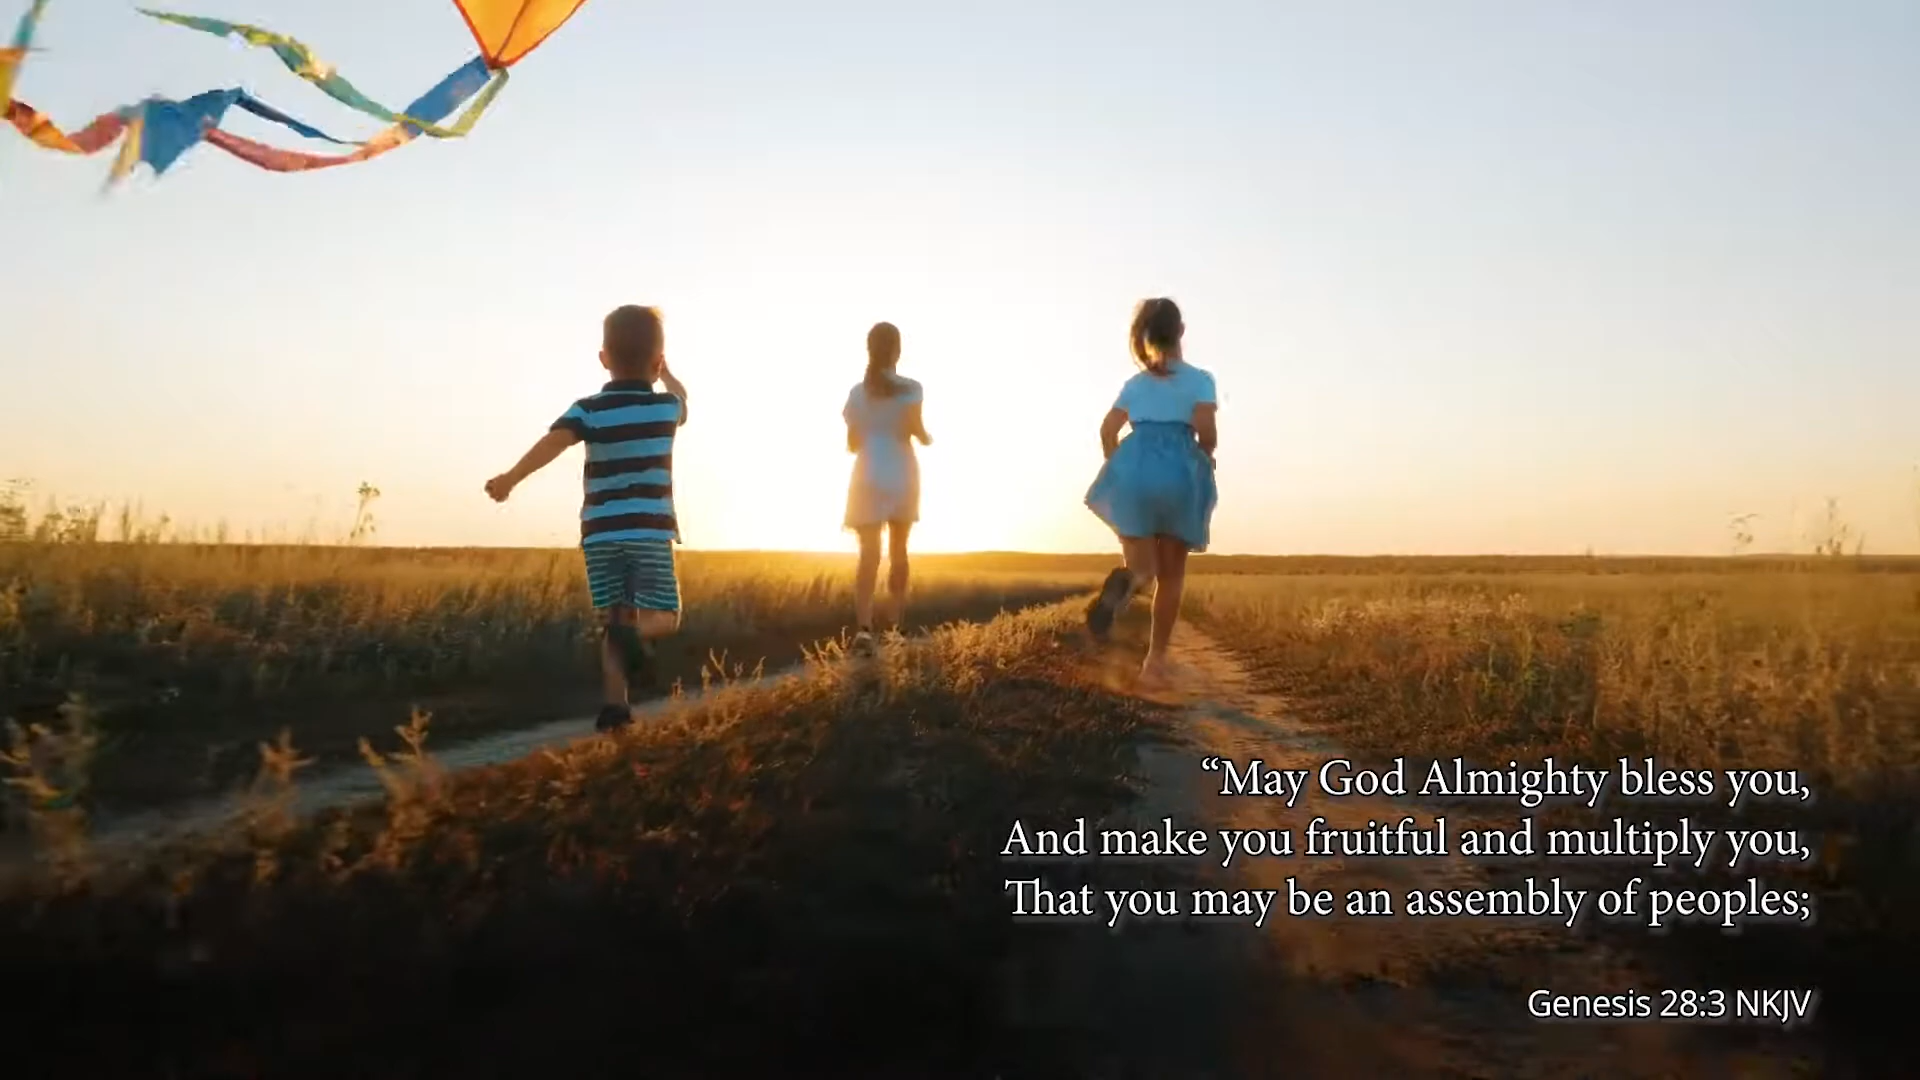 “May God Almighty bless you,
And make you fruitful and multiply you,
That you may be an assembly of peoples;
Genesis 28:3 NKJV